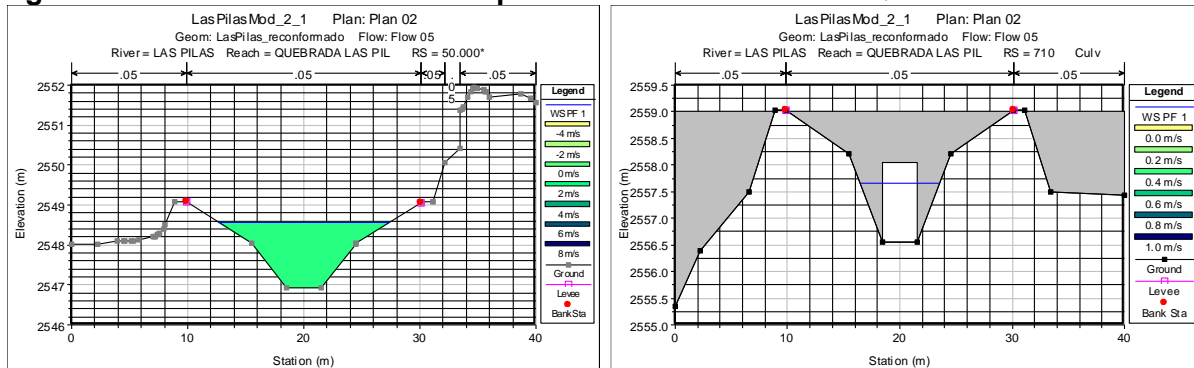 LasPilasMod_2_1 Plan: Plan 02
Geom: LasPilas_reconformado Flow: Flow 05
River = LAS PILAS Reach = QUEBRADA LAS PIL RS = 50.000*
.05
.05
.05
.
.05
0
5
2552
2551
2550
2549
2548
2547
2546
0
10
20
30
40
Elevation (m)
Station (m)
Legend
WS PF 1
-4 m/s
-2 m/s
0 m/s
2 m/s
4 m/s
6 m/s
8 m/s
Ground
Levee
Bank Sta
LasPilasMod_2_1 Plan: Plan 02
Geom: LasPilas_reconformado Flow: Flow 05
River = LAS PILAS Reach = QUEBRADA LAS PIL RS = 710 Culv
.05
.05
.05
2559.5
2559.0
2558.5
2558.0
2557.5
2557.0
2556.5
2556.0
2555.5
2555.0
0
10
20
30
40
Elevation (m)
Station (m)
Legend
WS PF 1
0.0 m/s
0.2 m/s
0.4 m/s
0.6 m/s
0.8 m/s
1.0 m/s
Ground
Levee
Bank Sta